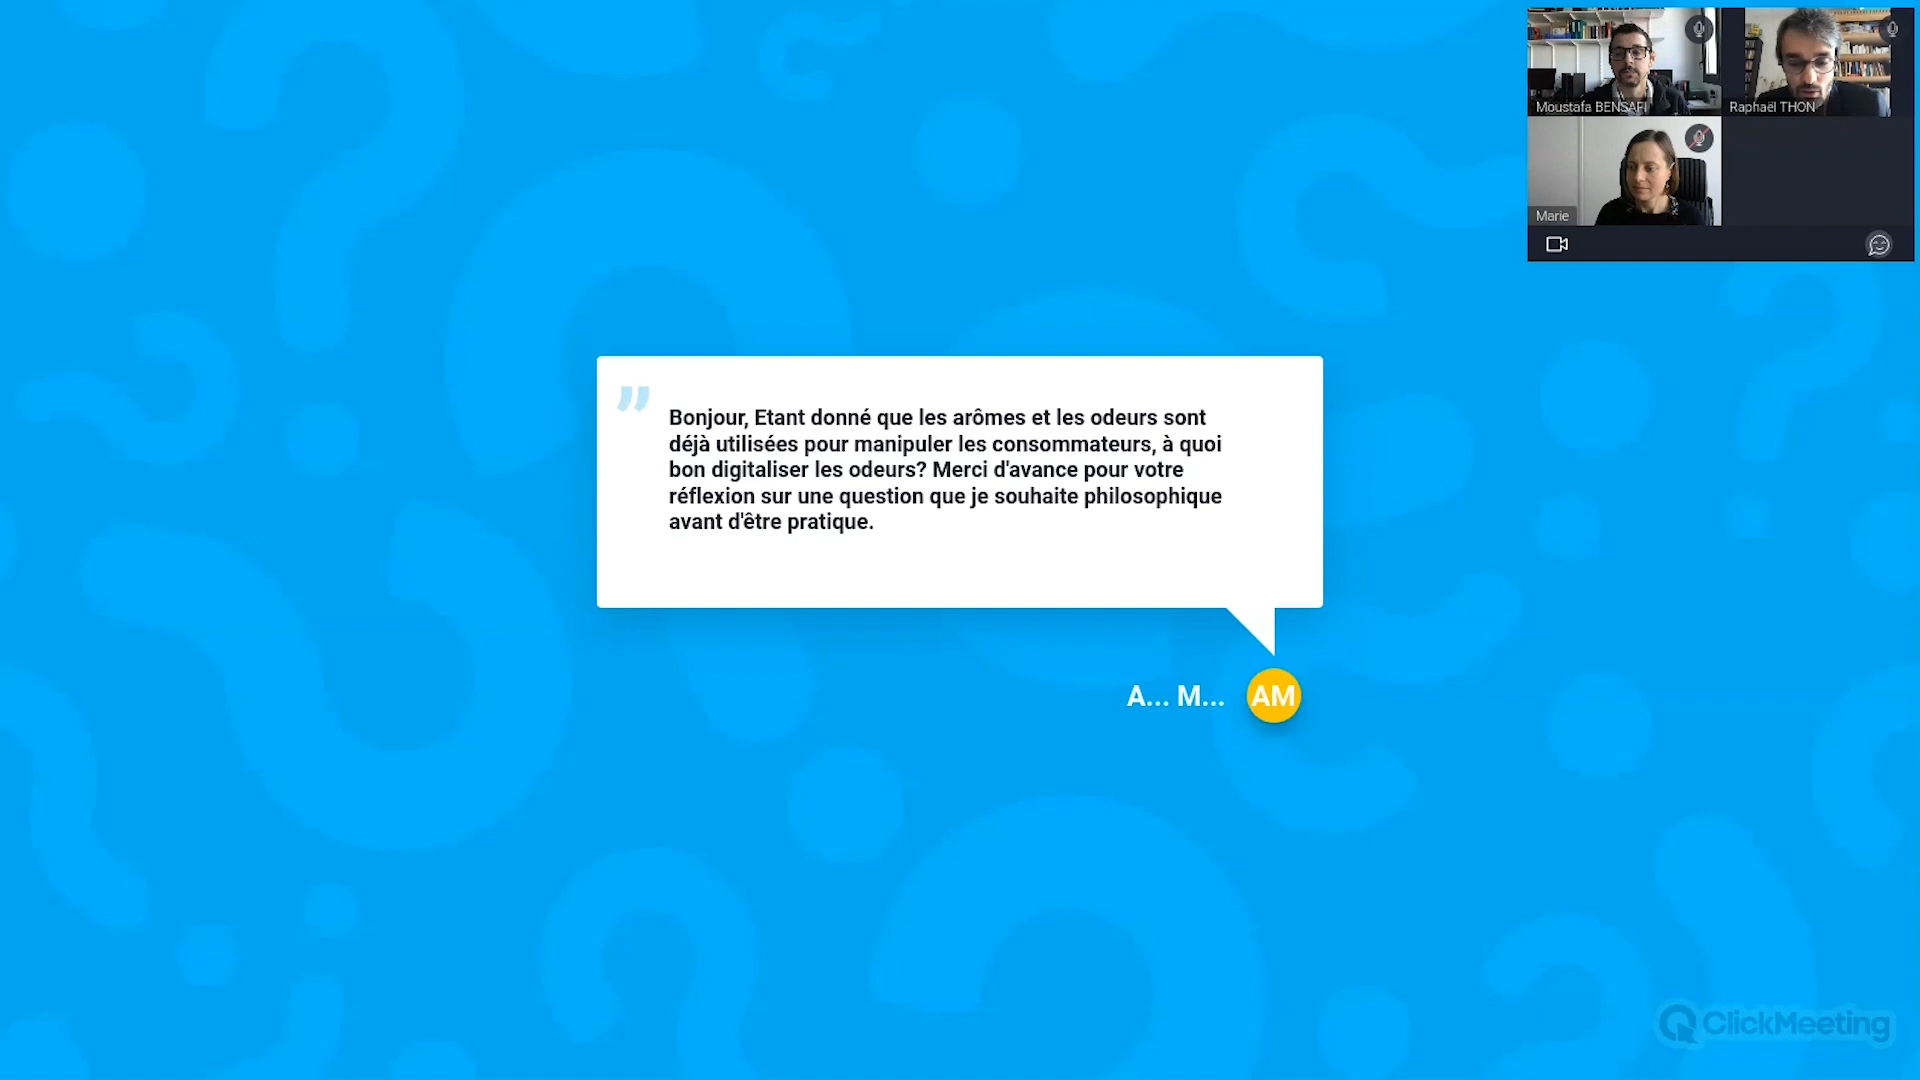 Moustafa BENSAFI
Raphaël THON
Marie
Bonjour, Etant donné que les arômes et les odeurs sont
déjà utilisées pour manipuler les consommateurs, à quoi
bon digitaliser les odeurs? Merci d'avance pour votre
réflexion sur une question que je souhaite philosophique
avant d'être pratique.
A... M...
AM
ClickMeeting